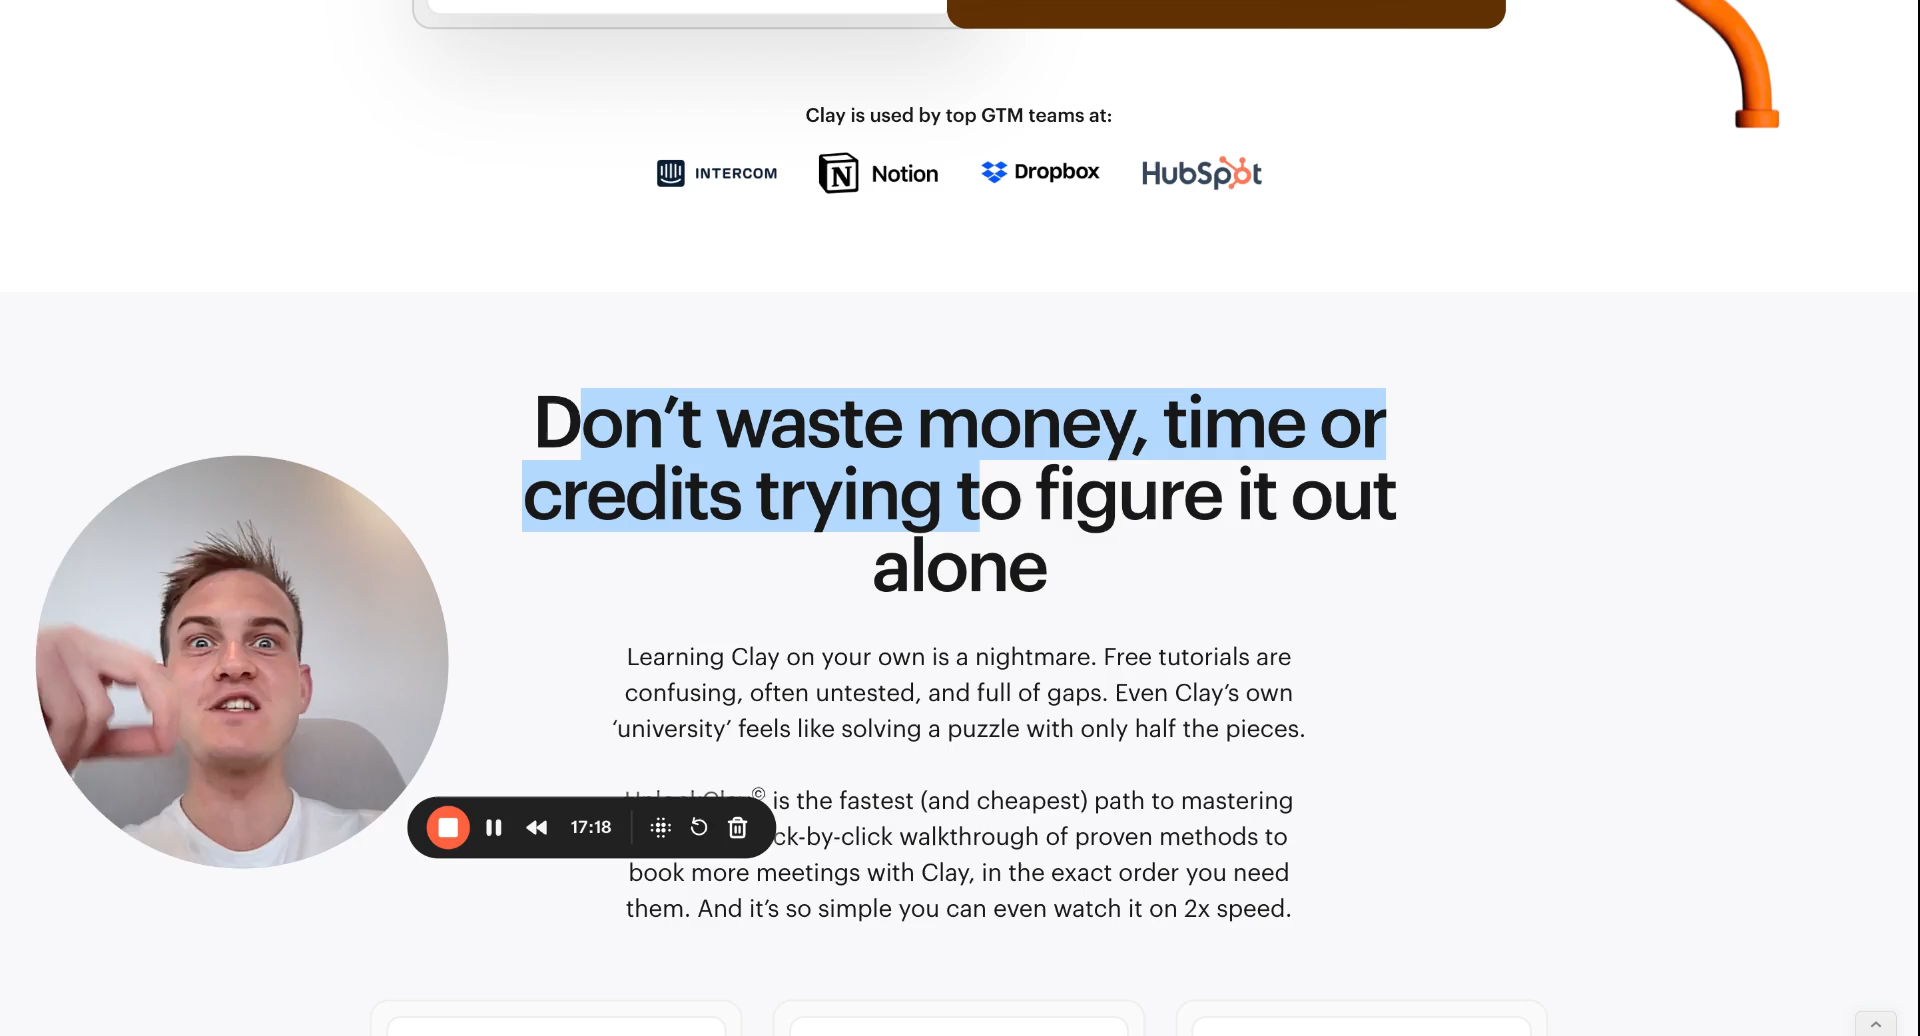 Clay is used by top GTM teams at:
INTERCOM Notion Dropbox HubSpot
Don’t waste money, time or
credits trying to figure it out
alone
Learning Clay on your own is a nightmare. Free tutorials are
confusing, often untested, and full of gaps. Even Clay’s own
‘university’ feels like solving a puzzle with only half the pieces.
© is the fastest (and cheapest) path to mastering
ck-by-click walkthrough of proven methods to
book more meetings with Clay, in the exact order you need
them. And it’s so simple you can even watch it on 2x speed.
17:18